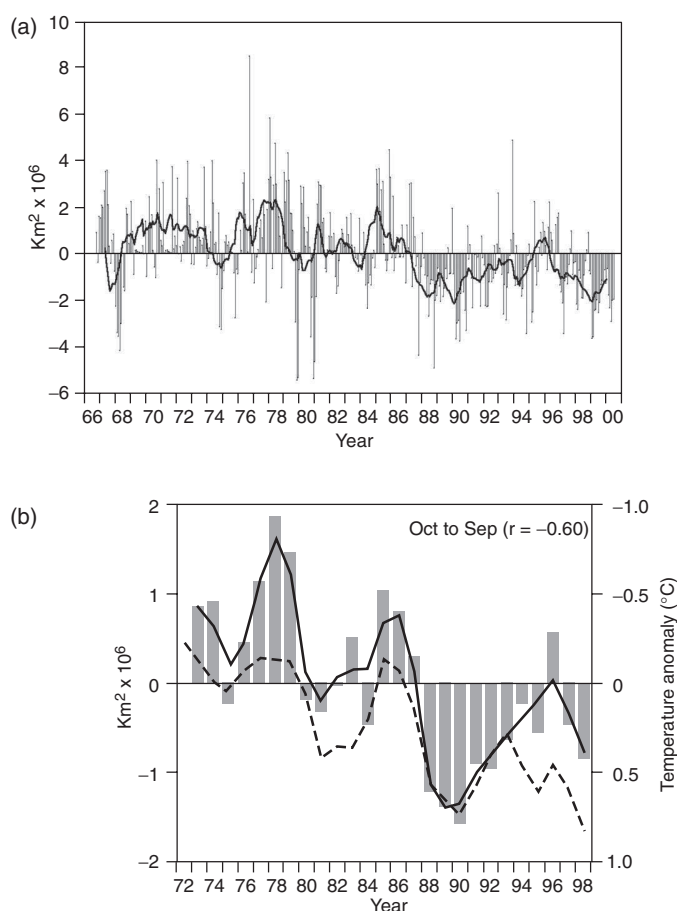 (a)
10
8
6
4
2
0
−2
−4
−6
Km² x 10⁶
66 68 70 72 74 76 78 80 82 84 86 88 90 92 94 96 98 00
Year
(b)
Oct to Sep (r = −0.60)
2
1
0
−1
−2
Km² x 10⁶
−1.0
−0.5
0
0.5
1.0
Temperature anomaly (°C)
72 74 76 78 80 82 84 86 88 90 92 94 96 98
Year